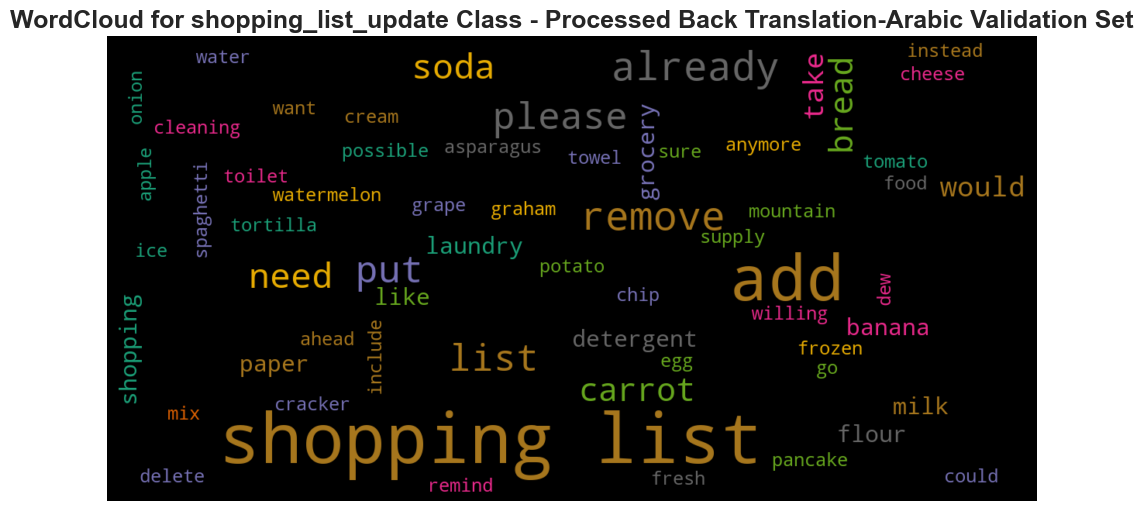 WordCloud for shopping_list_update Class - Processed Back Translation-Arabic Validation Set
water
soda
already
take
bread
instead
cheese
onion
cleaning
want
cream
please
grocery
possible
asparagus
towel
sure
anymore
tomato
food
would
apple
spaghetti
toilet
watermelon
grape
graham
remove
mountain
tortilla
laundry
supply
ice
need
put
like
potato
chip
add
dew
willing
banana
shopping
ahead
include
paper
list
detergent
egg
frozen
go
carrot
milk
mix
cracker
shopping list
flour
pancake
delete
remind
fresh
could